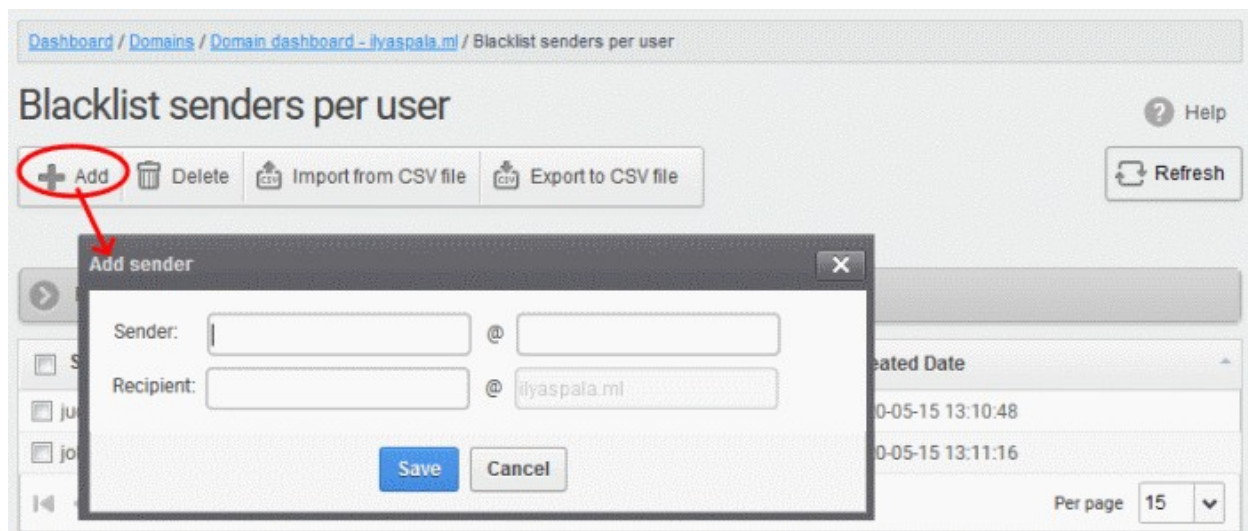 Dashboard / Domains / Domain dashboard - ilyaspala.ml / Blacklist senders per user
Blacklist senders per user
Help
Add Delete Import from CSV file Export to CSV file Refresh
Add sender
Sender: @
Recipient: @ ilyaspala.ml
Save Cancel
eated Date
0-05-15 13:10:48
0-05-15 13:11:16
Per page 15